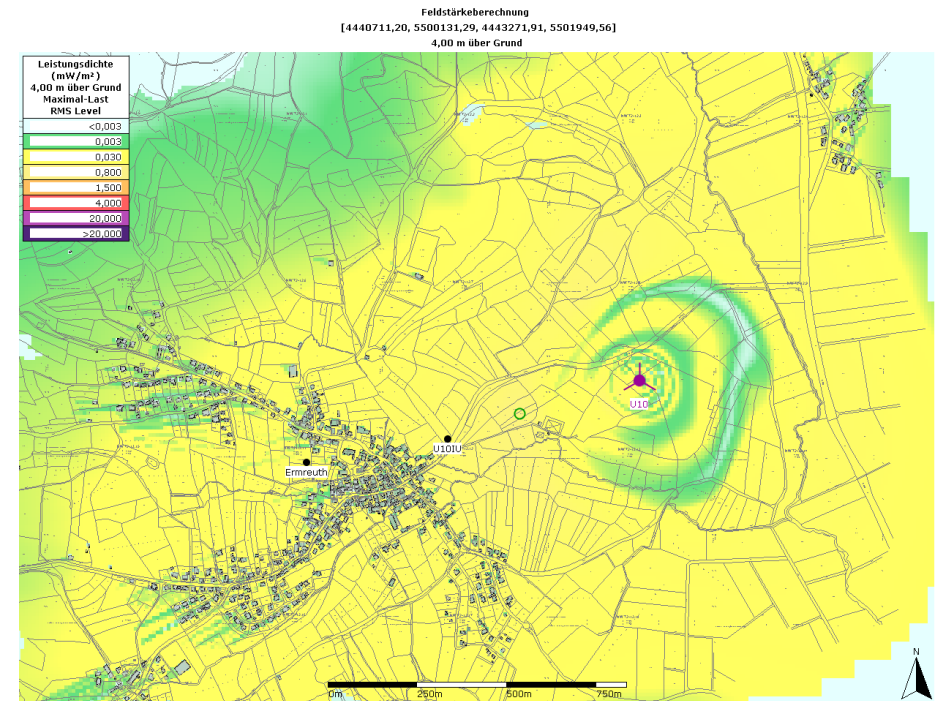 Feldstärkeberechnung
[4440711,20, 5500131,29, 4443271,91, 5501949,56]
4,00 m über Grund
Leistungsdichte
(mW/m²)
4,00 m über Grund
Maximal-Last
RMS Level
<0,003
0,003
0,030
0,800
1,500
4,000
20,000
>20,000
U10
U10IU
Ermreuth
N
0m
250m
500m
750m